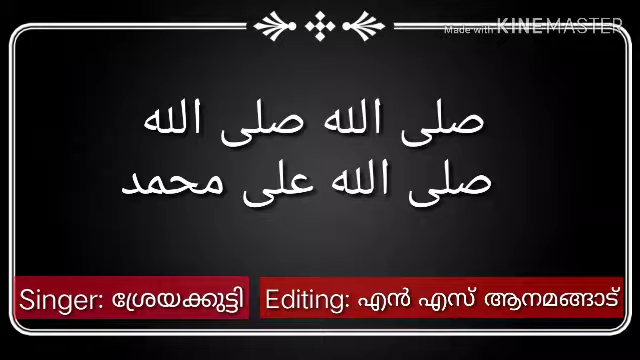 Made with KINEMASTER
صلى الله صلى الله
صلى الله على محمد
Singer: ശ്രേയക്കുട്ടി
Editing: എൻ എസ് ആനമങ്ങാട്